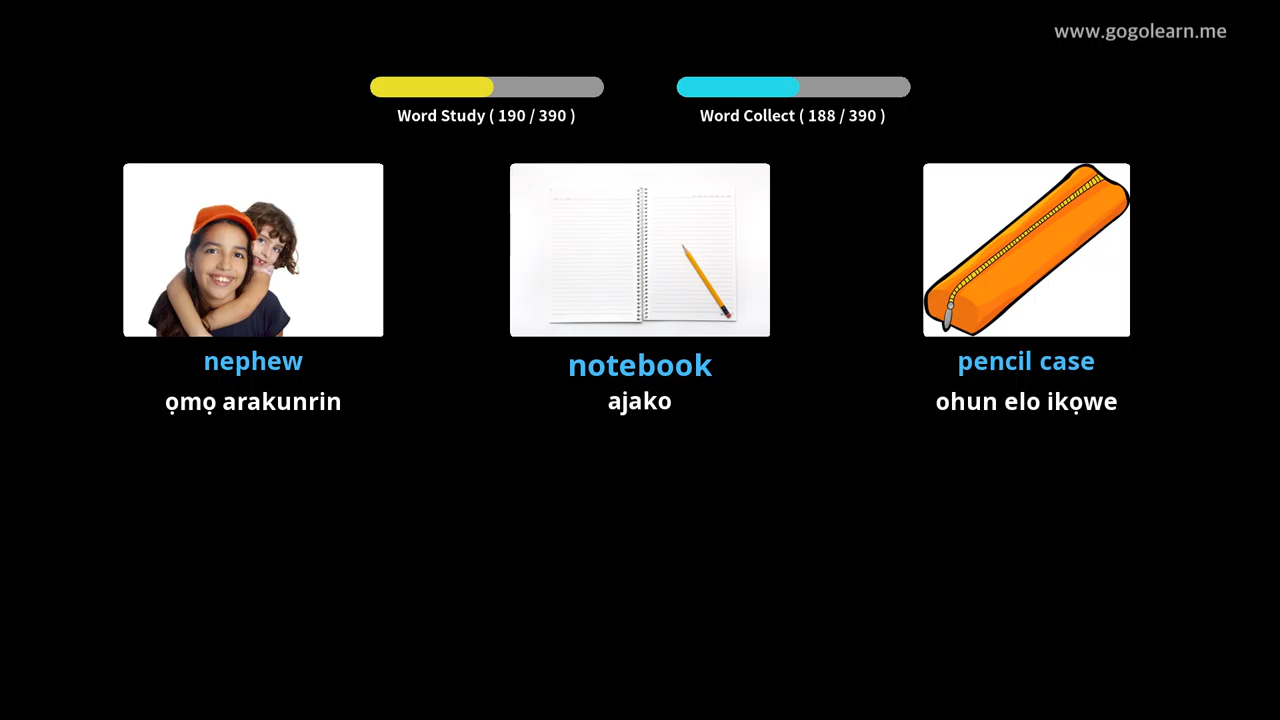 www.gogolearn.me
Word Study ( 190 / 390 )
Word Collect ( 188 / 390 )
nephew
notebook
pencil case
ọmọ arakunrin
ajako
ohun elo ikọwe